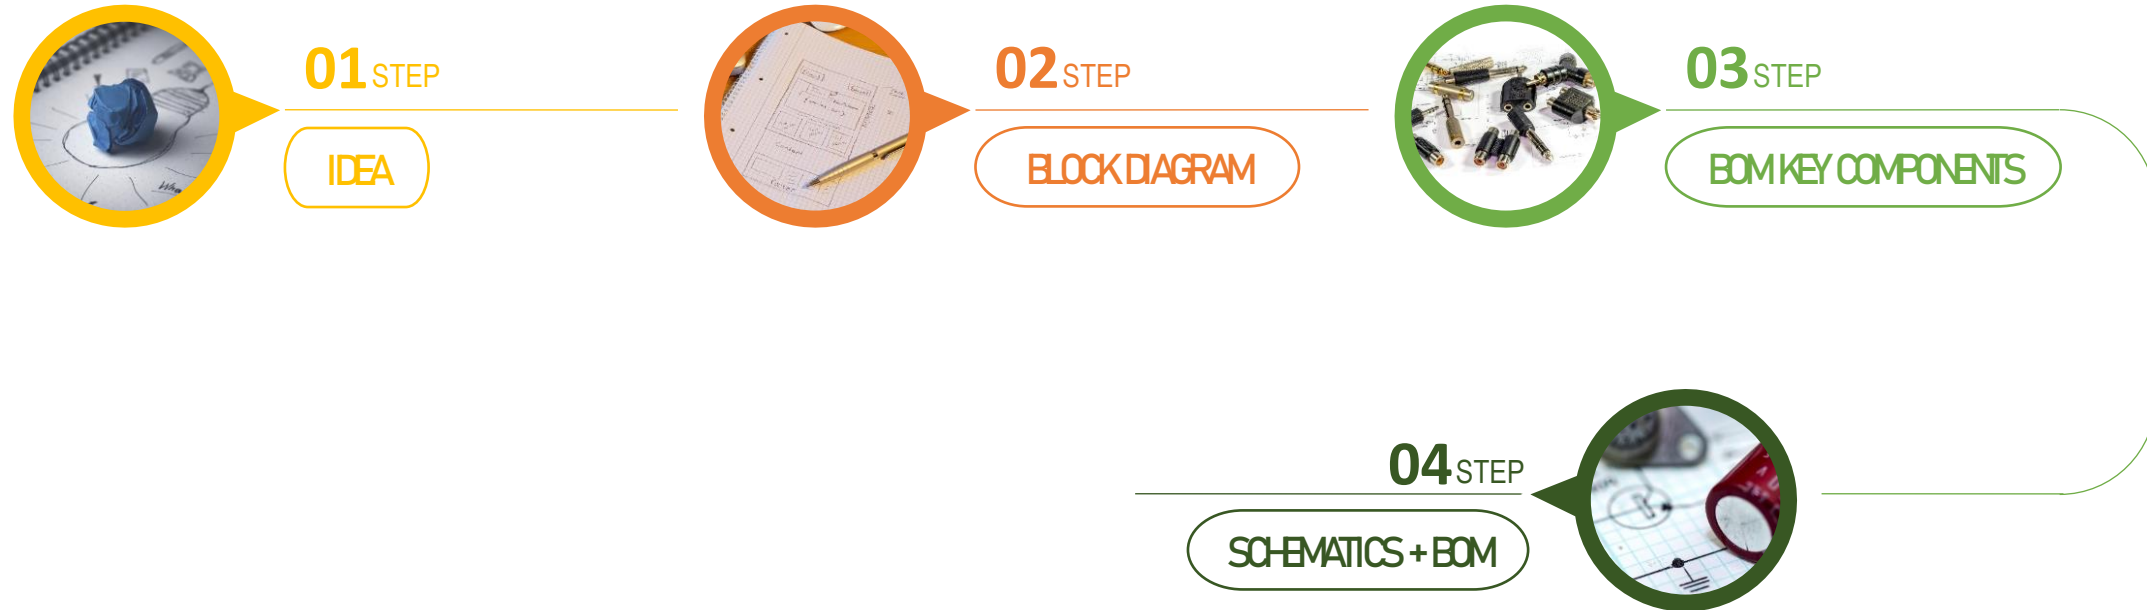 01 STEP
IDEA
02 STEP
BLOCK DIAGRAM
03 STEP
BOM KEY COMPONENTS
04 STEP
SCHEMATICS + BOM